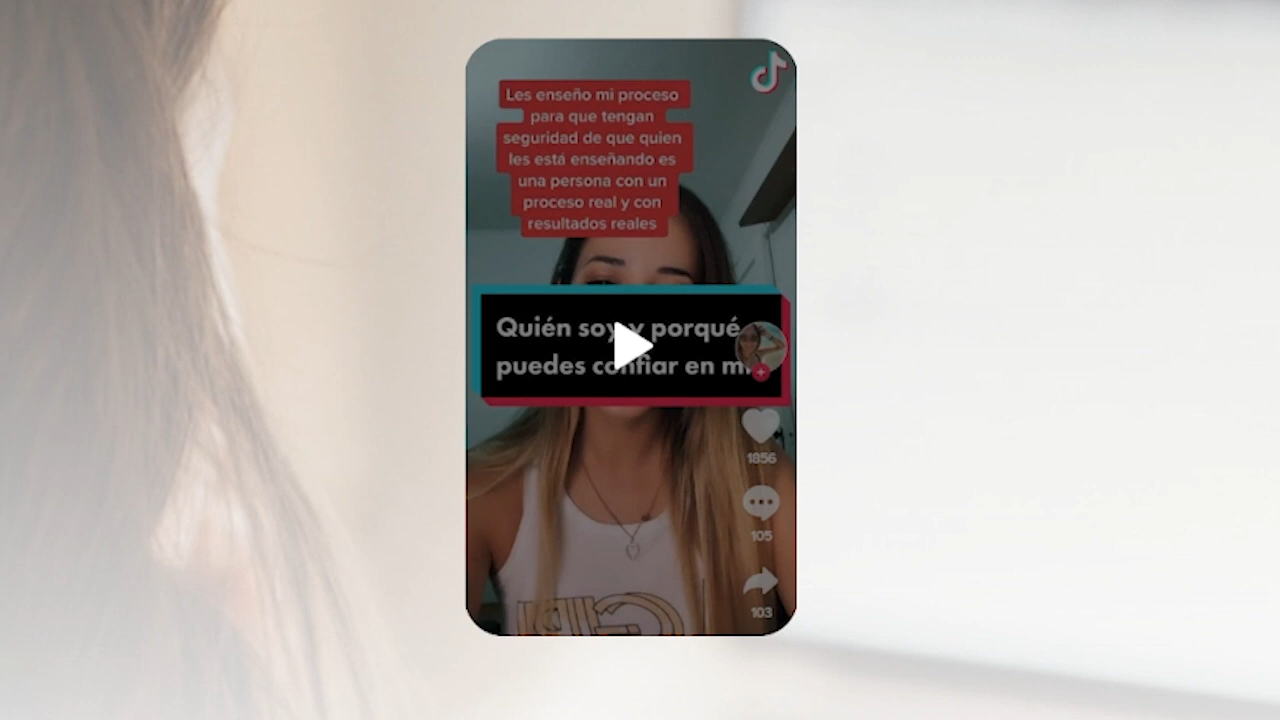 Les enseño mi proceso
para que tengan
seguridad de que quien
les está enseñando es
una persona con un
proceso real y con
resultados reales
Quién soy y porqué
puedes confiar en mi
1856
105
103